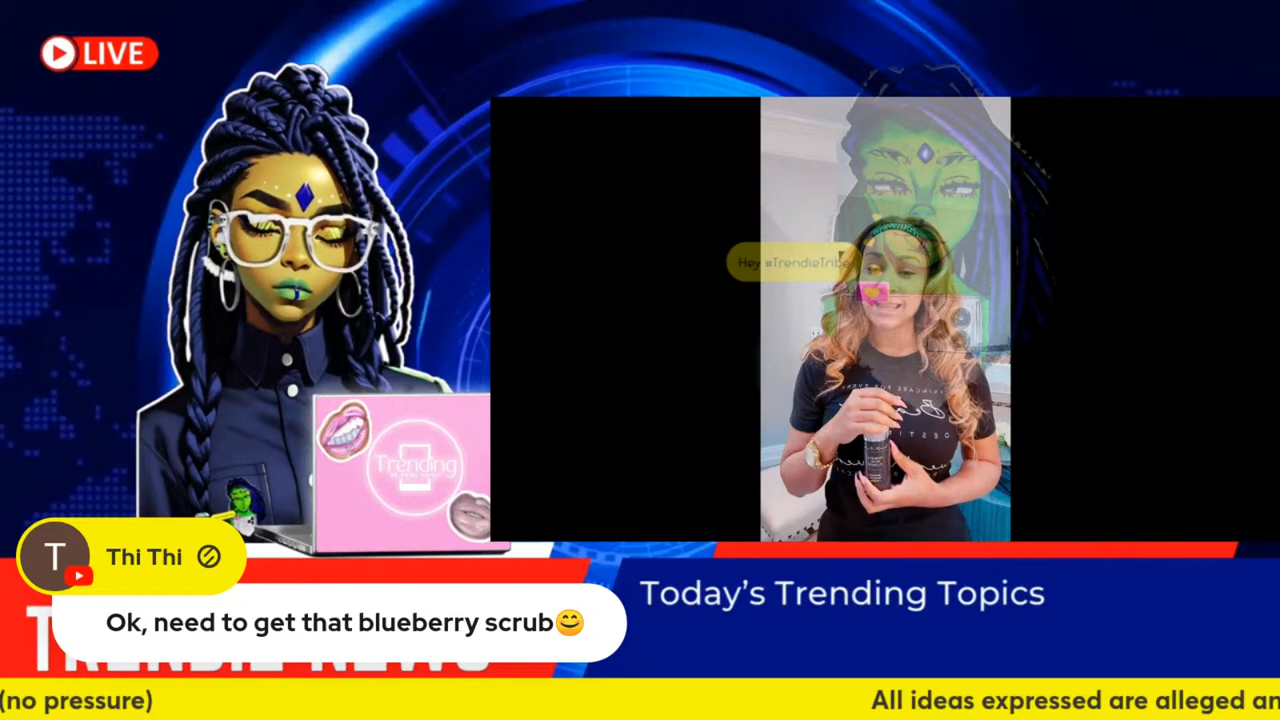 LIVE
Hey #TrendieTribe
Trending
Thi Thi
Ok, need to get that blueberry scrub😊
Today's Trending Topics
(no pressure)
All ideas expressed are alleged an